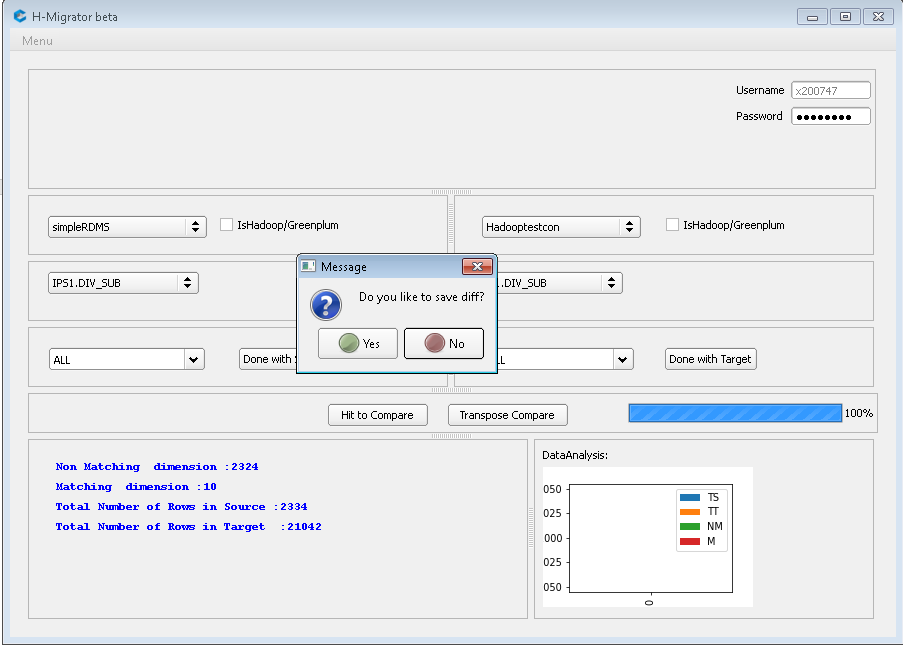 H-Migrator beta
Menu
Username x200747
Password ●●●●●●●●
simpleRDMS IsHadoop/Greenplum Hadooptestcon IsHadoop/Greenplum
Message
IPS1.DIV_SUB .DIV_SUB
Do you like to save diff?
Yes No
ALL Done with LL Done with Target
Hit to Compare Transpose Compare 100%
Non Matching dimension :2324
Matching dimension :10
Total Number of Rows in Source :2334
Total Number of Rows in Target :21042
DataAnalysis:
050
025
000
025
050
TS
TT
NM
M
0